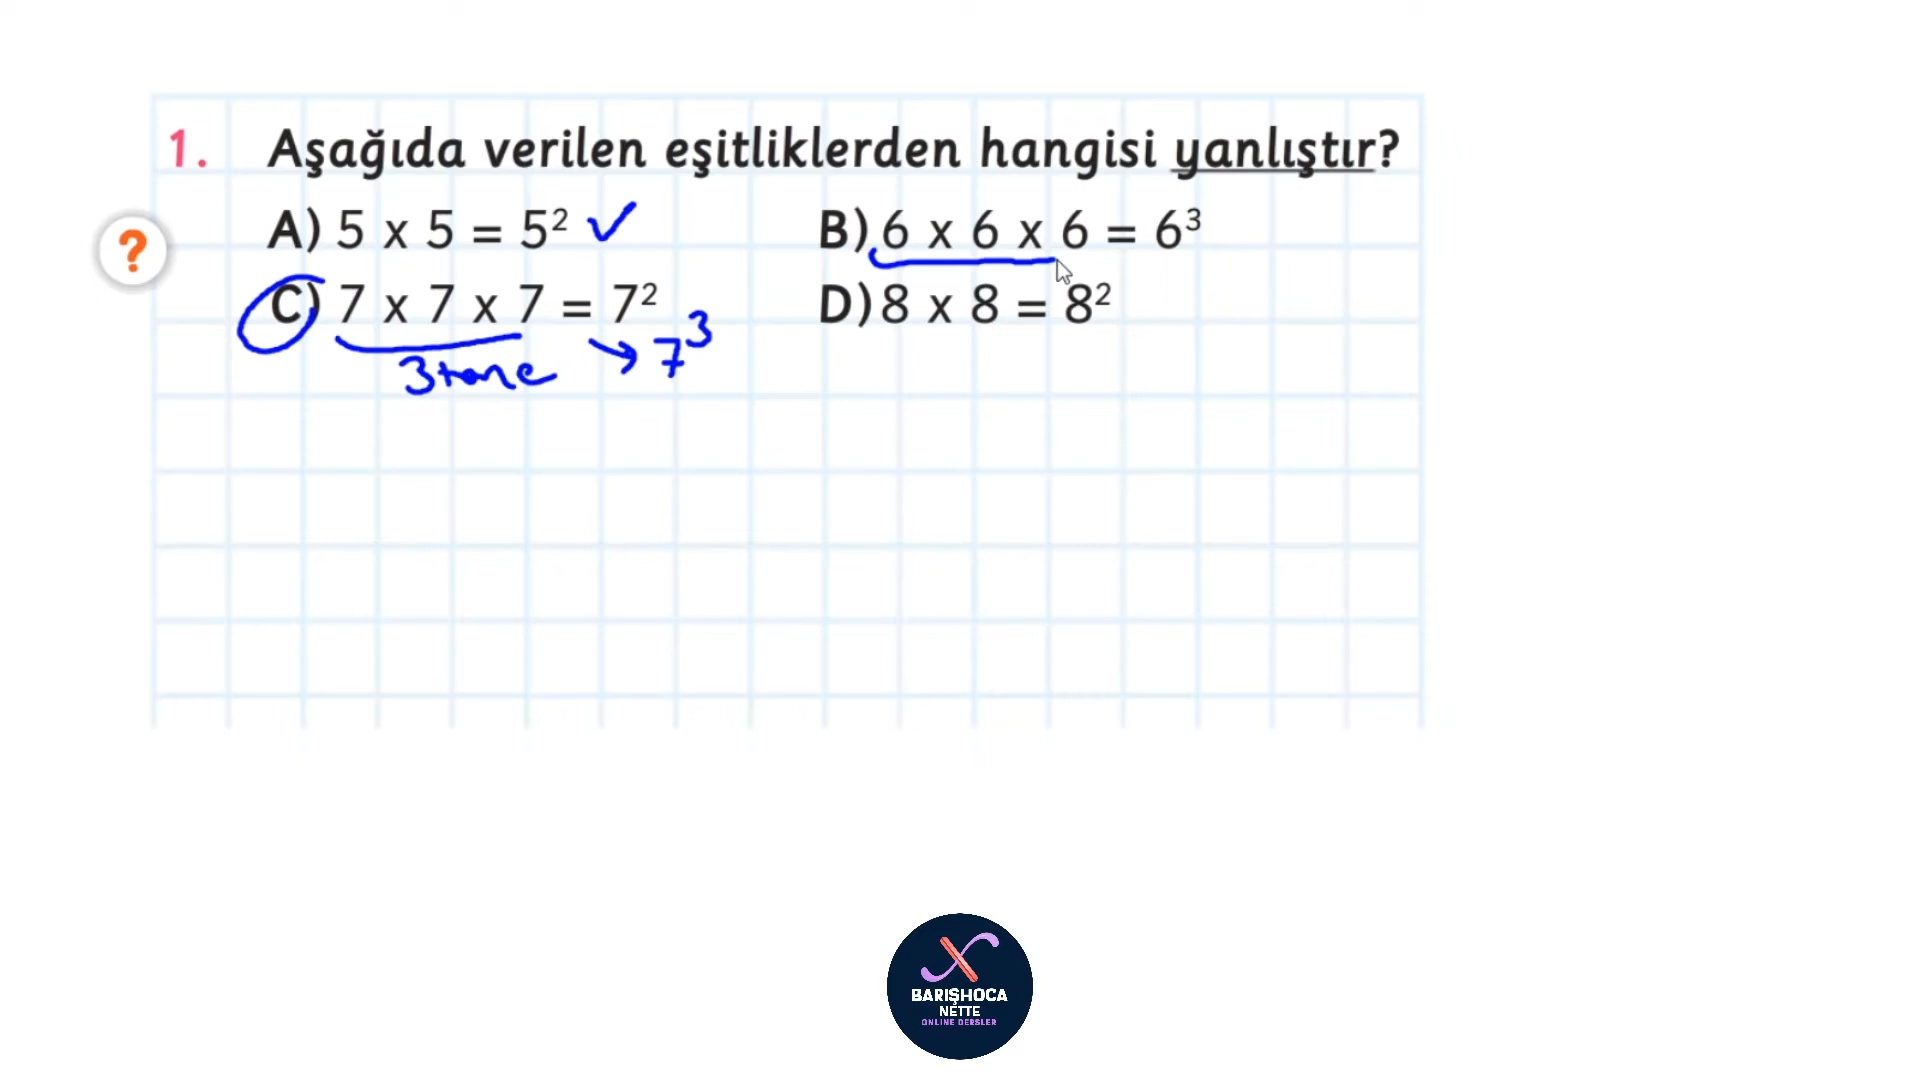 1. Aşağıda verilen eşitliklerden hangisi yanlıştır?
A) 5 x 5 = 5² ✓
B) 6 x 6 x 6 = 6³
?
C) 7 x 7 x 7 = 7²
D) 8 x 8 = 8²
3 tane → 7³
BARIŞHOCA
NETTE
ONLINE DERSLER